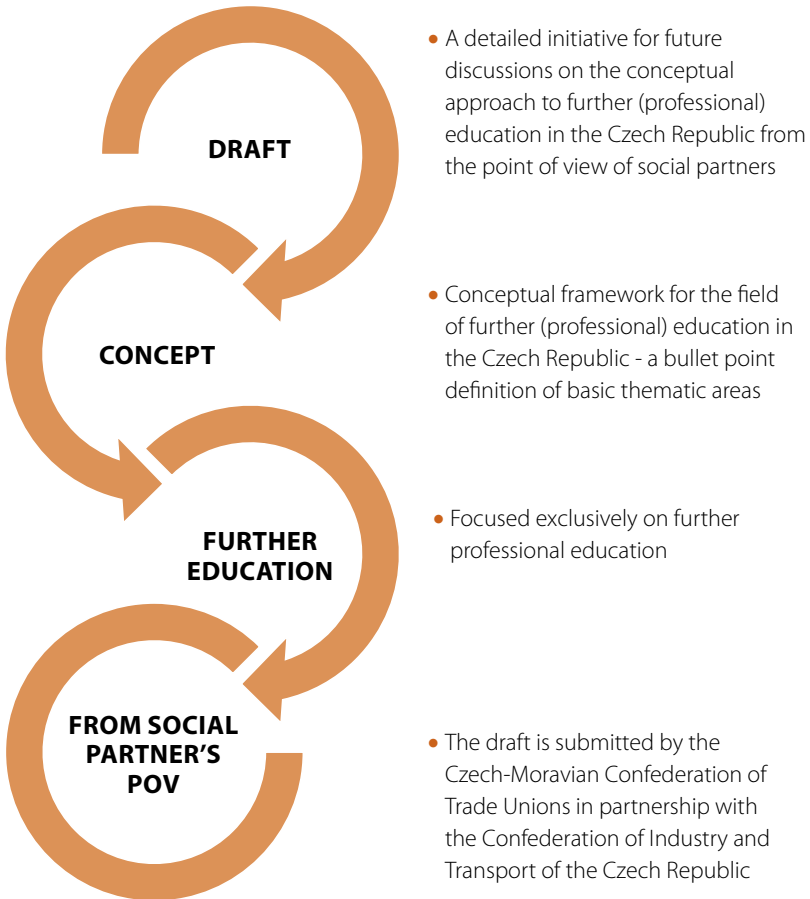 DRAFT
• A detailed initiative for future
discussions on the conceptual
approach to further (professional)
education in the Czech Republic from
the point of view of social partners
CONCEPT
• Conceptual framework for the field
of further (professional) education in
the Czech Republic - a bullet point
definition of basic thematic areas
FURTHER
EDUCATION
• Focused exclusively on further
professional education
FROM SOCIAL
PARTNER’S
POV
• The draft is submitted by the
Czech-Moravian Confederation of
Trade Unions in partnership with
the Confederation of Industry and
Transport of the Czech Republic